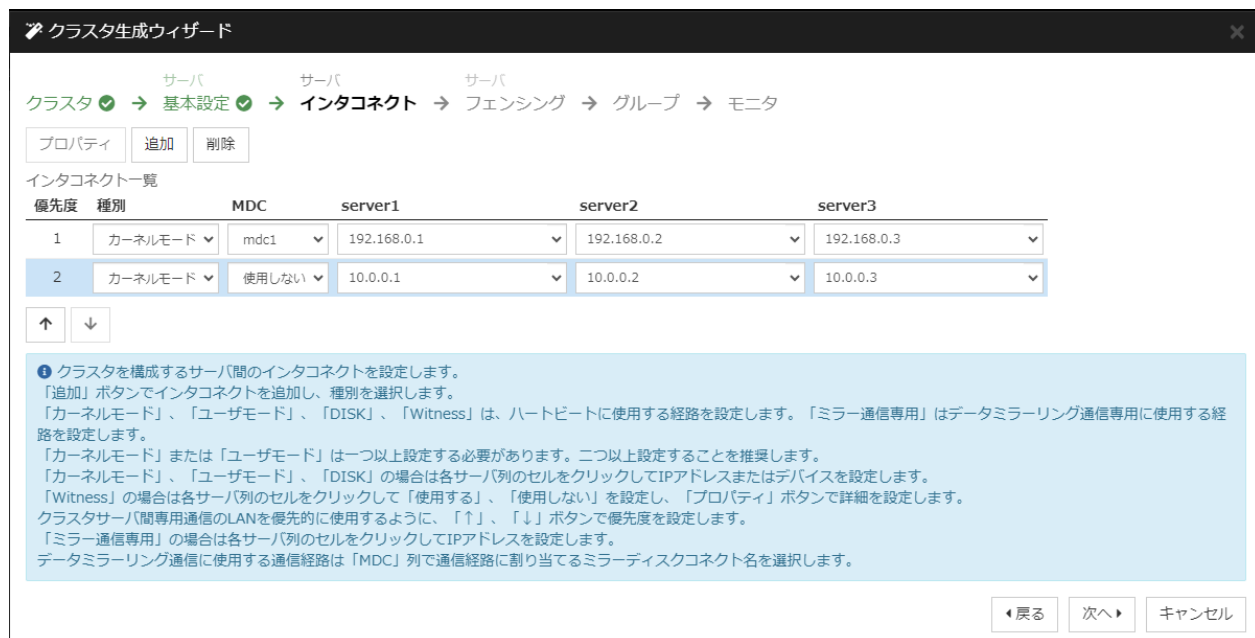 クラスタ生成ウィザード
サーバ サーバ サーバ
クラスタ → 基本設定 → インタコネクト → フェンシング → グループ → モニタ
プロパティ 追加 削除
インタコネクト一覧
優先度 種別 MDC server1 server2 server3
1 カーネルモード mdc1 192.168.0.1 192.168.0.2 192.168.0.3
2 カーネルモード 使用しない 10.0.0.1 10.0.0.2 10.0.0.3
↑ ↓
クラスタを構成するサーバ間のインタコネクトを設定します。
「追加」ボタンでインタコネクトを追加し、種別を選択します。
「カーネルモード」、「ユーザモード」、「DISK」、「Witness」は、ハートビートに使用する経路を設定します。「ミラー通信専用」はデータミラーリング通信専用に使用する経
路を設定します。
「カーネルモード」または「ユーザモード」は一つ以上設定する必要があります。二つ以上設定することを推奨します。
「カーネルモード」、「ユーザモード」、「DISK」の場合は各サーバ列のセルをクリックしてIPアドレスまたはデバイスを設定します。
「Witness」の場合は各サーバ列のセルをクリックして「使用する」、「使用しない」を設定し、「プロパティ」ボタンで詳細を設定します。
クラスタサーバ間専用通信のLANを優先的に使用するように、「↑」、「↓」ボタンで優先度を設定します。
「ミラー通信専用」の場合は各サーバ列のセルをクリックしてIPアドレスを設定します。
データミラーリング通信に使用する通信経路は「MDC」列で通信経路に割り当てるミラーディスクコネクト名を選択します。
戻る 次へ キャンセル